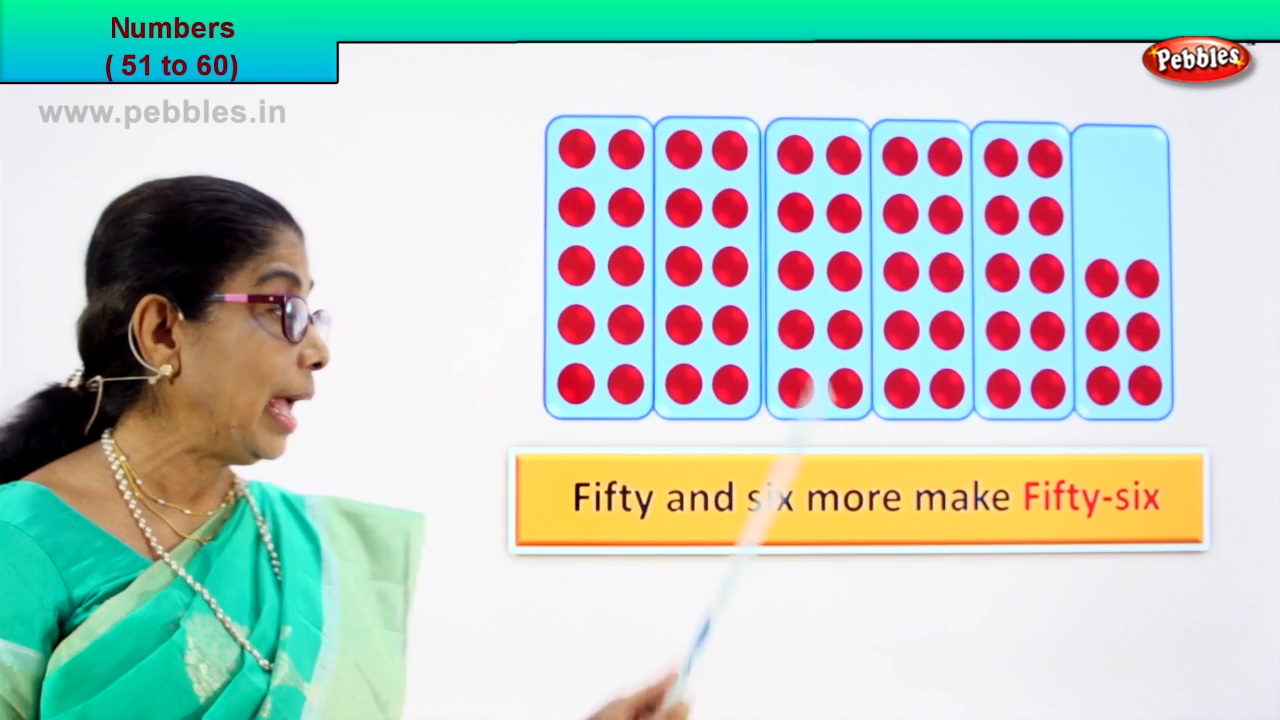 Numbers
( 51 to 60)
Pebbles
www.pebbles.in
Fifty and six more make Fifty-six